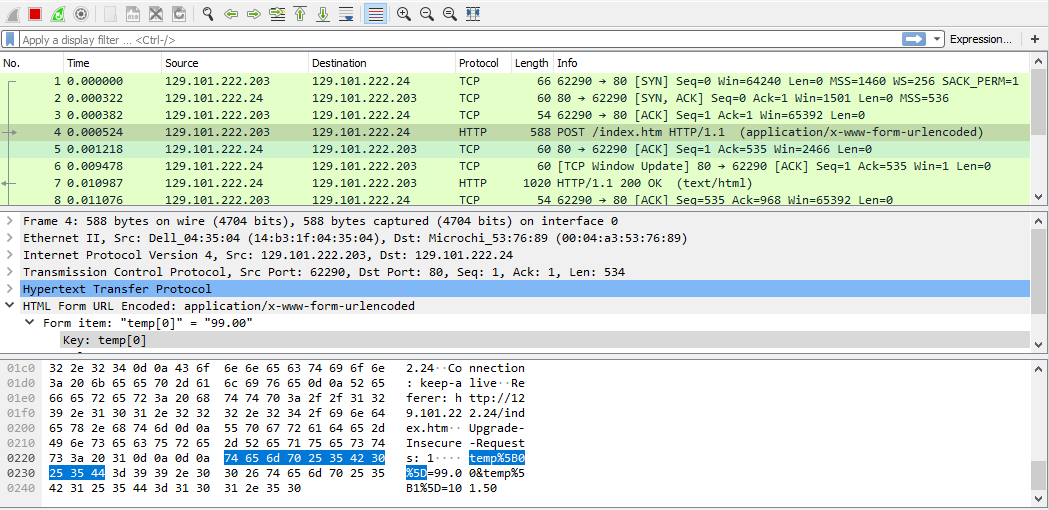 Apply a display filter ... <Ctrl-/>
Expression...
+
No. Time Source Destination Protocol Length Info
1 0.000000 129.101.222.203 129.101.222.24 TCP 66 62290 → 80 [SYN] Seq=0 Win=64240 Len=0 MSS=1460 WS=256 SACK_PERM=1
2 0.000322 129.101.222.24 129.101.222.203 TCP 60 80 → 62290 [SYN, ACK] Seq=0 Ack=1 Win=1501 Len=0 MSS=536
3 0.000382 129.101.222.203 129.101.222.24 TCP 54 62290 → 80 [ACK] Seq=1 Ack=1 Win=65392 Len=0
4 0.000524 129.101.222.203 129.101.222.24 HTTP 588 POST /index.htm HTTP/1.1  (application/x-www-form-urlencoded)
5 0.001218 129.101.222.24 129.101.222.203 TCP 60 80 → 62290 [ACK] Seq=1 Ack=535 Win=2466 Len=0
6 0.009478 129.101.222.24 129.101.222.203 TCP 60 [TCP Window Update] 80 → 62290 [ACK] Seq=1 Ack=535 Win=1 Len=0
7 0.010987 129.101.222.24 129.101.222.203 HTTP 1020 HTTP/1.1 200 OK  (text/html)
8 0.011076 129.101.222.203 129.101.222.24 TCP 54 62290 → 80 [ACK] Seq=535 Ack=968 Win=65392 Len=0
Frame 4: 588 bytes on wire (4704 bits), 588 bytes captured (4704 bits) on interface 0
Ethernet II, Src: Dell_04:35:04 (14:b3:1f:04:35:04), Dst: Microchi_53:76:89 (00:04:a3:53:76:89)
Internet Protocol Version 4, Src: 129.101.222.203, Dst: 129.101.222.24
Transmission Control Protocol, Src Port: 62290, Dst Port: 80, Seq: 1, Ack: 1, Len: 534
Hypertext Transfer Protocol
HTML Form URL Encoded: application/x-www-form-urlencoded
Form item: "temp[0]" = "99.00"
Key: temp[0]
01c0 32 2e 32 34 0d 0a 43 6f 6e 6e 65 63 74 69 6f 6e 2.24··Connection
01d0 3a 20 6b 65 65 70 2d 61 6c 69 76 65 0d 0a 52 65 : keep-alive··Re
01e0 66 65 72 65 72 3a 20 68 74 74 70 3a 2f 2f 31 32 ferer: http://12
01f0 39 2e 31 30 31 2e 32 32 32 2e 32 34 2f 69 6e 64 9.101.222.24/ind
0200 65 78 2e 68 74 6d 0d 0a 55 70 67 72 61 64 65 2d ex.htm··Upgrade-
0210 49 6e 73 65 63 75 72 65 2d 52 65 71 75 65 73 74 Insecure-Request
0220 73 3a 20 31 0d 0a 0d 0a 74 65 6d 70 25 35 42 30 s: 1····temp%5B0
0230 25 35 44 3d 39 39 2e 30 30 26 74 65 6d 70 25 35 %5D=99.00&temp%5
0240 42 31 25 35 44 3d 31 30 31 2e 35 30 B1%5D=101.50